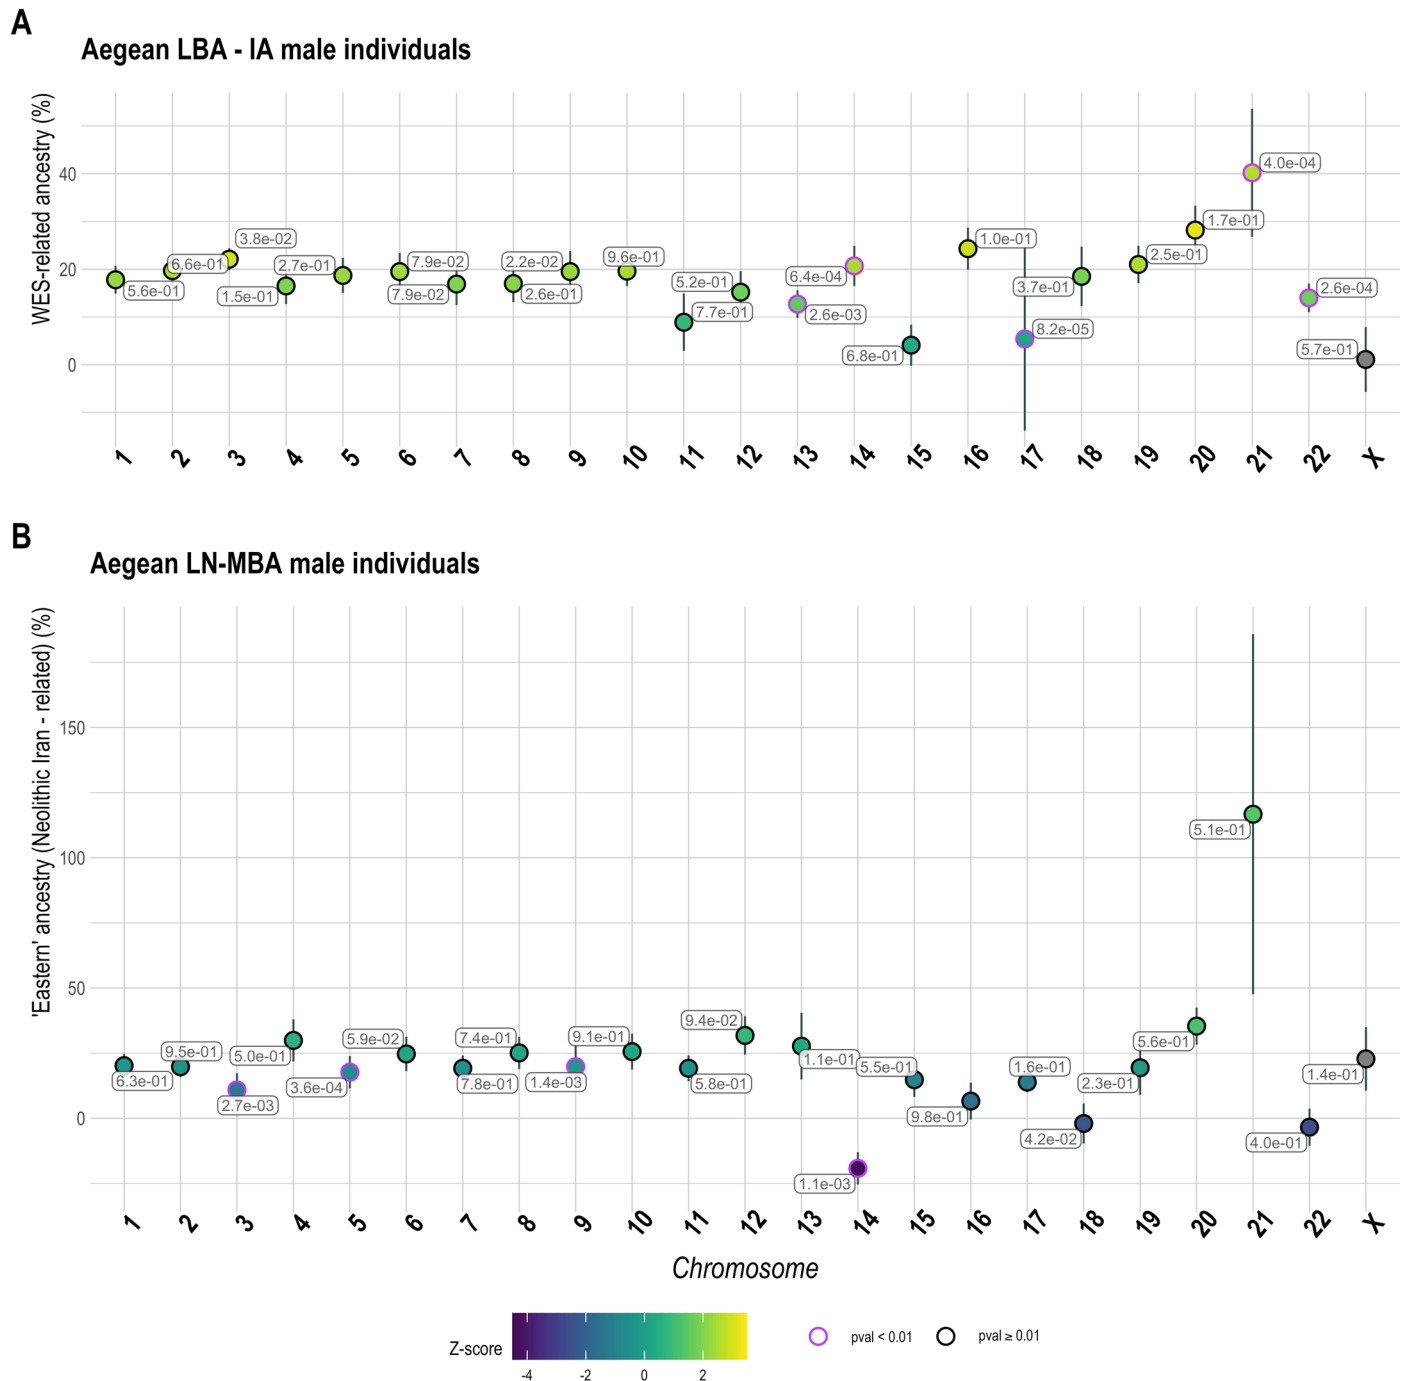 A
Aegean LBA - IA male individuals
WES-related ancestry (%)
40
20
0
5.6e-01
6.6e-01
3.8e-02
1.5e-01
2.7e-01
7.9e-02
7.9e-02
2.2e-02
2.6e-01
9.6e-01
5.2e-01
7.7e-01
6.4e-04
2.6e-03
6.8e-01
1.0e-01
8.2e-05
3.7e-01
2.5e-01
1.7e-01
4.0e-04
2.6e-04
5.7e-01
1 2 3 4 5 6 7 8 9 10 11 12 13 14 15 16 17 18 19 20 21 22 X
B
Aegean LN-MBA male individuals
'Eastern' ancestry (Neolithic Iran - related) (%)
150
100
50
0
6.3e-01
9.5e-01
2.7e-03
5.0e-01
3.6e-04
5.9e-02
7.8e-01
7.4e-01
1.4e-03
9.1e-01
5.8e-01
9.4e-02
1.1e-01
1.1e-03
5.5e-01
9.8e-01
1.6e-01
4.2e-02
2.3e-01
5.6e-01
5.1e-01
4.0e-01
1.4e-01
1 2 3 4 5 6 7 8 9 10 11 12 13 14 15 16 17 18 19 20 21 22 X
Chromosome
Z-score
-4 -2 0 2
pval < 0.01
pval ≥ 0.01